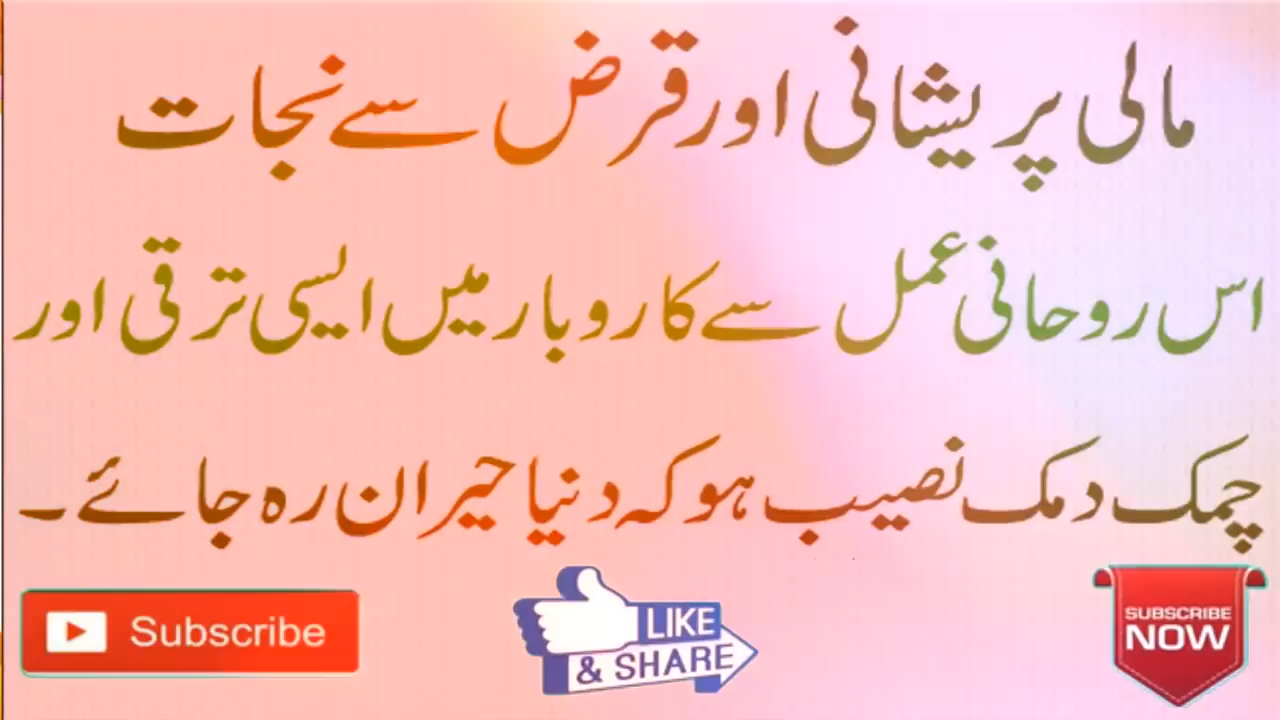 مالی پریشانی اور قرض سے نجات
اس روحانی عمل سے کاروبار میں ایسی ترقی اور
چمک دمک نصیب ہو کہ دنیا حیران رہ جائے۔
Subscribe
LIKE
& SHARE
SUBSCRIBE
NOW